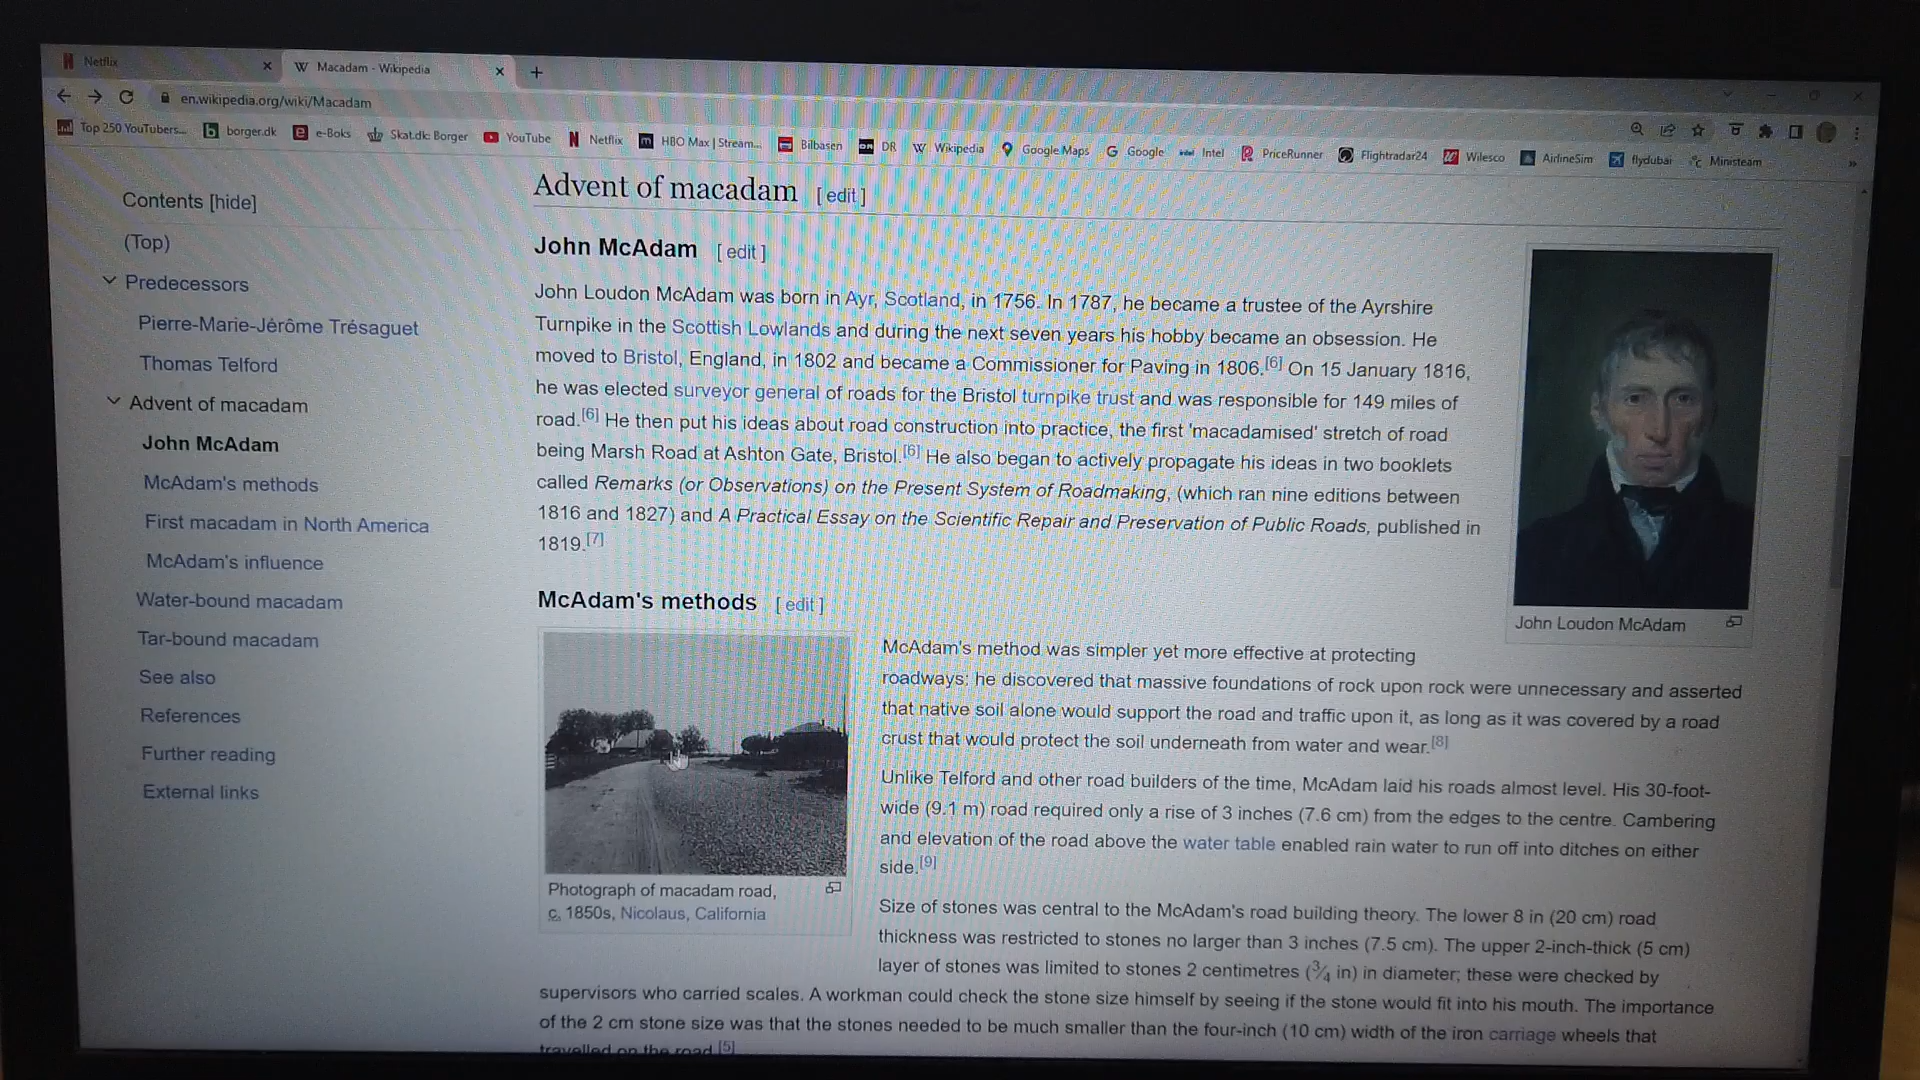 Netflix
Macadam - Wikipedia
en.wikipedia.org/wiki/Macadam
Top 250 YouTubers... borger.dk e-Boks Skat.dk: Borger YouTube Netflix HBO Max | Stream... Bilbasen DR Wikipedia Google Maps Google Intel PriceRunner Flightradar24 Wilesco AirlineSim flydubai Ministeam
Contents [hide]
(Top)
Predecessors
Pierre-Marie-Jérôme Trésaguet
Thomas Telford
Advent of macadam
John McAdam
McAdam's methods
First macadam in North America
McAdam's influence
Water-bound macadam
Tar-bound macadam
See also
References
Further reading
External links
Advent of macadam [ edit ]
John McAdam [ edit ]
John Loudon McAdam was born in Ayr, Scotland, in 1756. In 1787, he became a trustee of the Ayrshire
Turnpike in the Scottish Lowlands and during the next seven years his hobby became an obsession. He
moved to Bristol, England, in 1802 and became a Commissioner for Paving in 1806.[6] On 15 January 1816,
he was elected surveyor general of roads for the Bristol turnpike trust and was responsible for 149 miles of
road.[6] He then put his ideas about road construction into practice, the first 'macadamised' stretch of road
being Marsh Road at Ashton Gate, Bristol.[6] He also began to actively propagate his ideas in two booklets
called Remarks (or Observations) on the Present System of Roadmaking, (which ran nine editions between
1816 and 1827) and A Practical Essay on the Scientific Repair and Preservation of Public Roads, published in
1819.[7]
John Loudon McAdam
McAdam's methods [ edit ]
Photograph of macadam road,
c. 1850s, Nicolaus, California
McAdam's method was simpler yet more effective at protecting
roadways: he discovered that massive foundations of rock upon rock were unnecessary and asserted
that native soil alone would support the road and traffic upon it, as long as it was covered by a road
crust that would protect the soil underneath from water and wear.[8]
Unlike Telford and other road builders of the time, McAdam laid his roads almost level. His 30-foot-
wide (9.1 m) road required only a rise of 3 inches (7.6 cm) from the edges to the centre. Cambering
and elevation of the road above the water table enabled rain water to run off into ditches on either
side.[9]
Size of stones was central to the McAdam's road building theory. The lower 8 in (20 cm) road
thickness was restricted to stones no larger than 3 inches (7.5 cm). The upper 2-inch-thick (5 cm)
layer of stones was limited to stones 2 centimetres (3⁄4 in) in diameter; these were checked by
supervisors who carried scales. A workman could check the stone size himself by seeing if the stone would fit into his mouth. The importance
of the 2 cm stone size was that the stones needed to be much smaller than the four-inch (10 cm) width of the iron carriage wheels that
travelled on the road.[5]